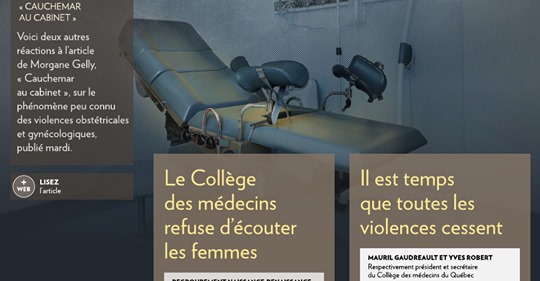 « CAUCHEMAR
AU CABINET »
Voici deux autres
réactions à l'article
de Morgane Gelly,
« Cauchemar
au cabinet », sur le
phénomène peu connu
des violences obstétricales
et gynécologiques,
publié mardi.
+
WEB
LISEZ
l'article
Le Collège
des médecins
refuse d'écouter
les femmes
REGROUPEMENT NAISSANCE-RENAISSANCE
Il est temps
que toutes les
violences cessent
MAURIL GAUDREAULT ET YVES ROBERT
Respectivement président et secrétaire
du Collège des médecins du Québec